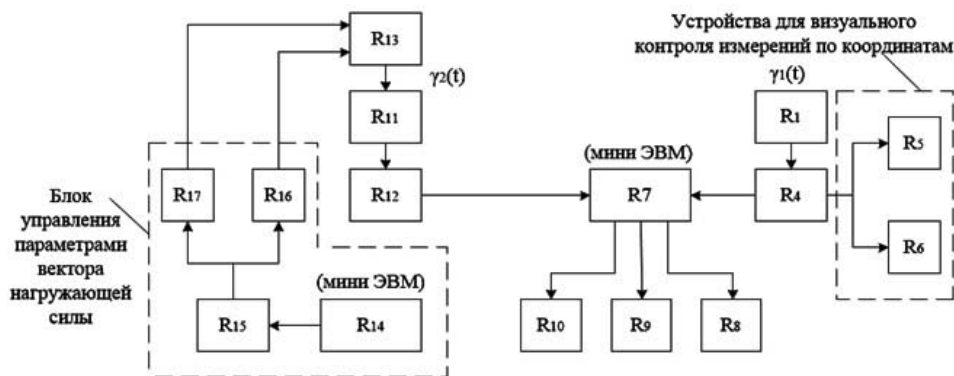 Устройства для визуального
контроля измерений по координатам
R13
γ2(t)
γ1(t)
R11
R1
R5
(мини ЭВМ)
R17
R16
R12
R7
R4
R6
Блок
управления
параметрами
вектора
нагружающей
силы
(мини ЭВМ)
R15
R14
R10
R9
R8